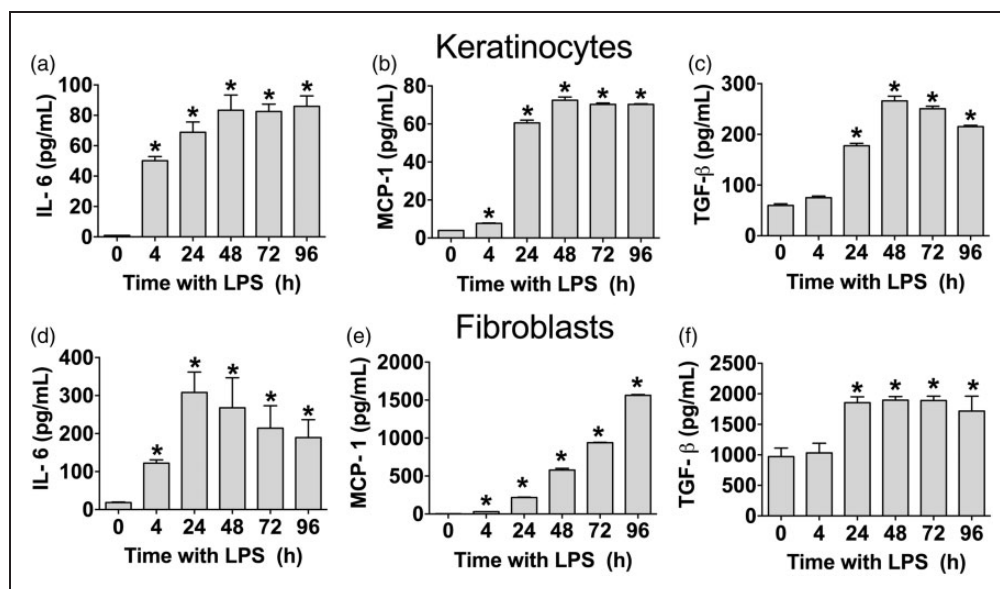 Keratinocytes
(a)
IL- 6 (pg/mL)
100
80
60
40
20
0
* * * * *
0 4 24 48 72 96
Time with LPS (h)
(b)
MCP-1 (pg/mL)
80
60
40
20
0
* * * * *
0 4 24 48 72 96
Time with LPS (h)
(c)
TGF-β (pg/mL)
300
200
100
0
* * * *
0 4 24 48 72 96
Time with LPS (h)
Fibroblasts
(d)
IL- 6 (pg/mL)
400
300
200
100
0
* * * * *
0 4 24 48 72 96
Time with LPS (h)
(e)
MCP- 1 (pg/mL)
2000
1500
1000
500
0
* * * * *
0 4 24 48 72 96
Time with LPS (h)
(f)
TGF- β (pg/mL)
2500
2000
1500
1000
500
0
* * * *
0 4 24 48 72 96
Time with LPS (h)